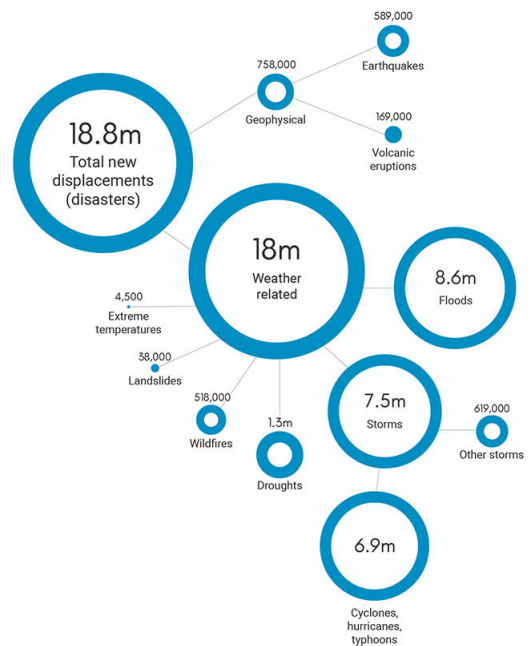 589,000
Earthquakes
758,000
Geophysical
169,000
Volcanic
eruptions
18.8m
Total new
displacements
(disasters)
18m
Weather
related
8.6m
Floods
4,500
Extreme
temperatures
38,000
Landslides
518,000
Wildfires
1.3m
Droughts
7.5m
Storms
619,000
Other storms
6.9m
Cyclones,
hurricanes,
typhoons